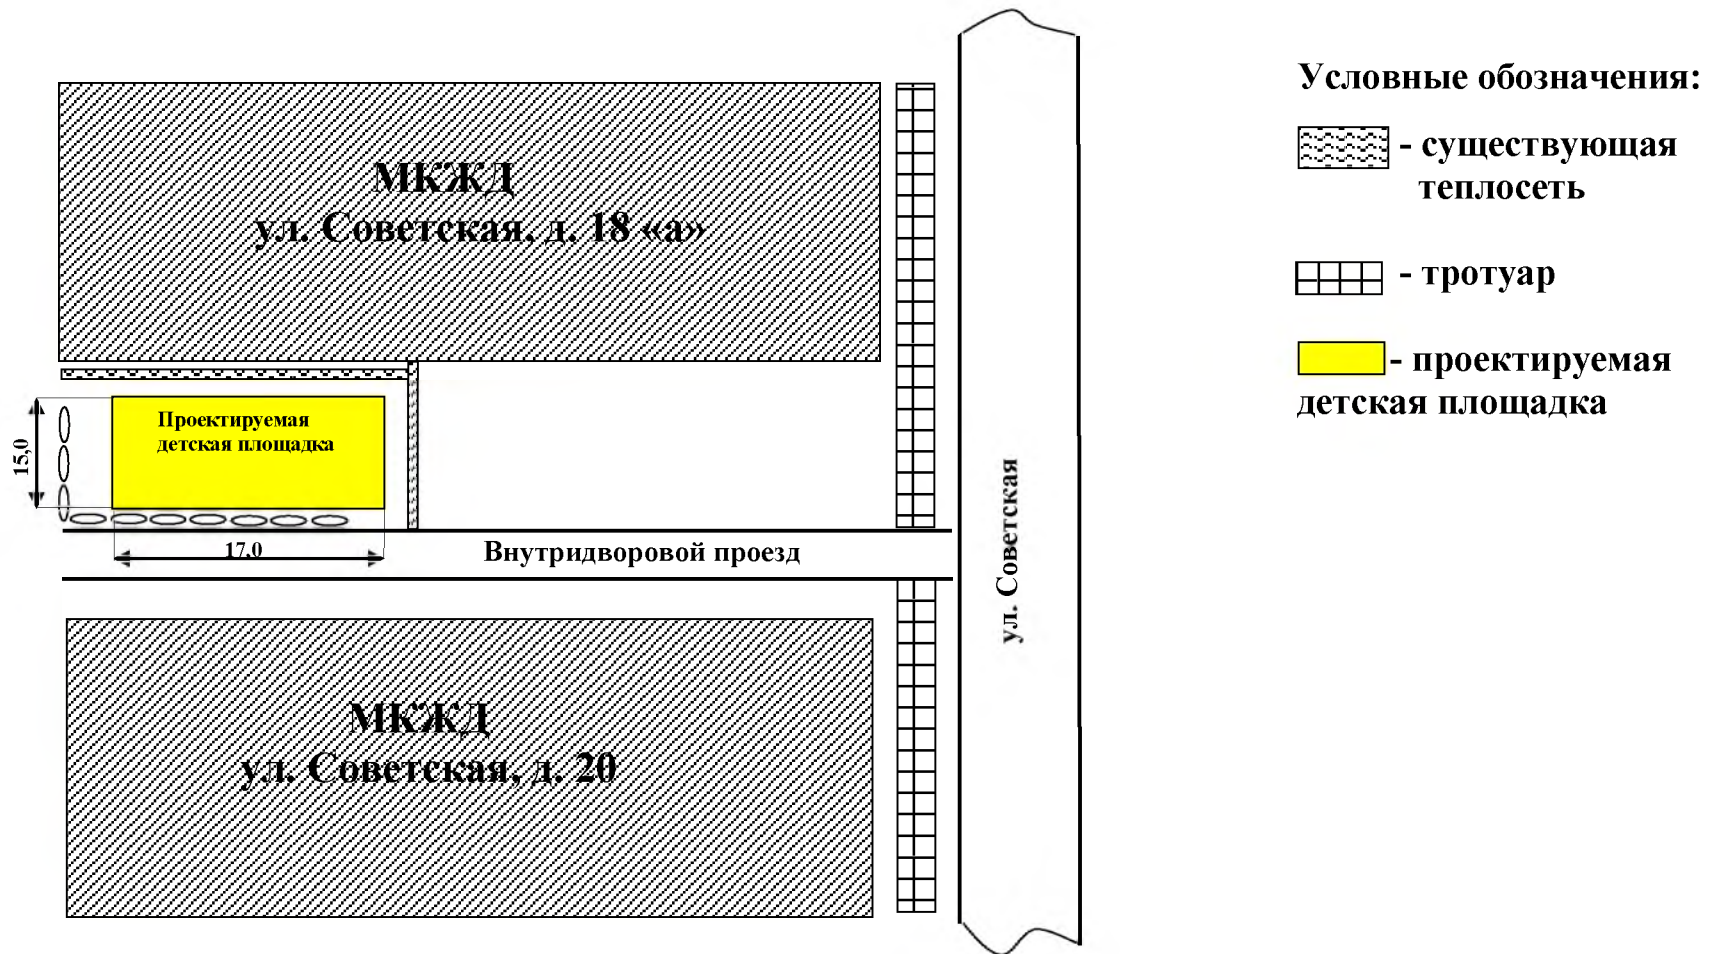 МКЖД
ул. Советская, д. 18 «а»
Проектируемая
детская площадка
15,0
17,0
Внутридворовой проезд
ул. Советская
МКЖД
ул. Советская, д. 20
Условные обозначения:
- существующая
теплосеть
- тротуар
- проектируемая
детская площадка